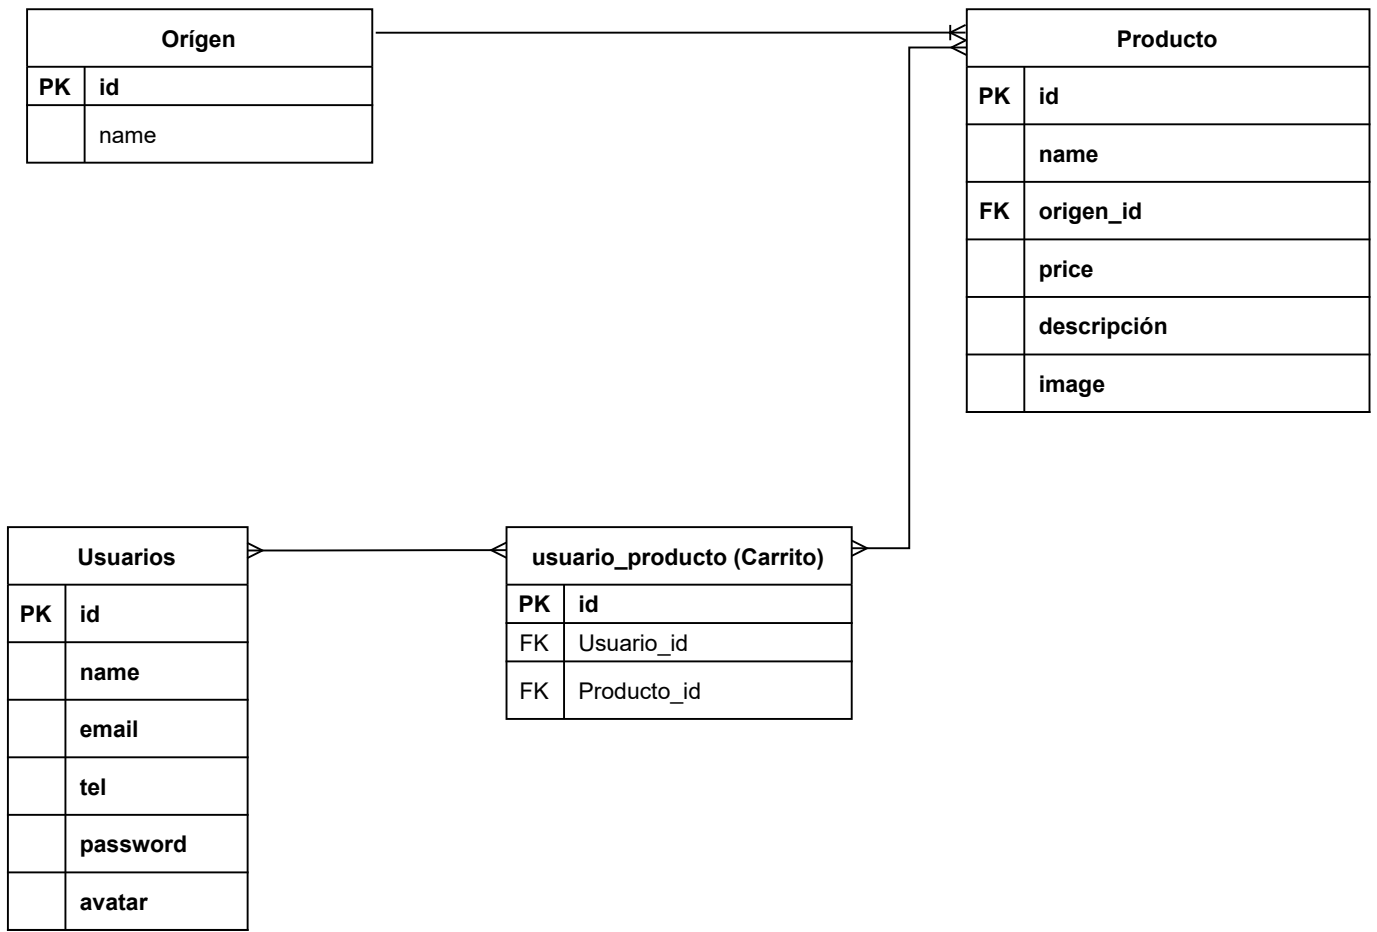 Orígen
PK id
name
Producto
PK id
name
FK origen_id
price
descripción
image
Usuarios
PK id
name
email
tel
password
avatar
usuario_producto (Carrito)
PK id
FK Usuario_id
FK Producto_id